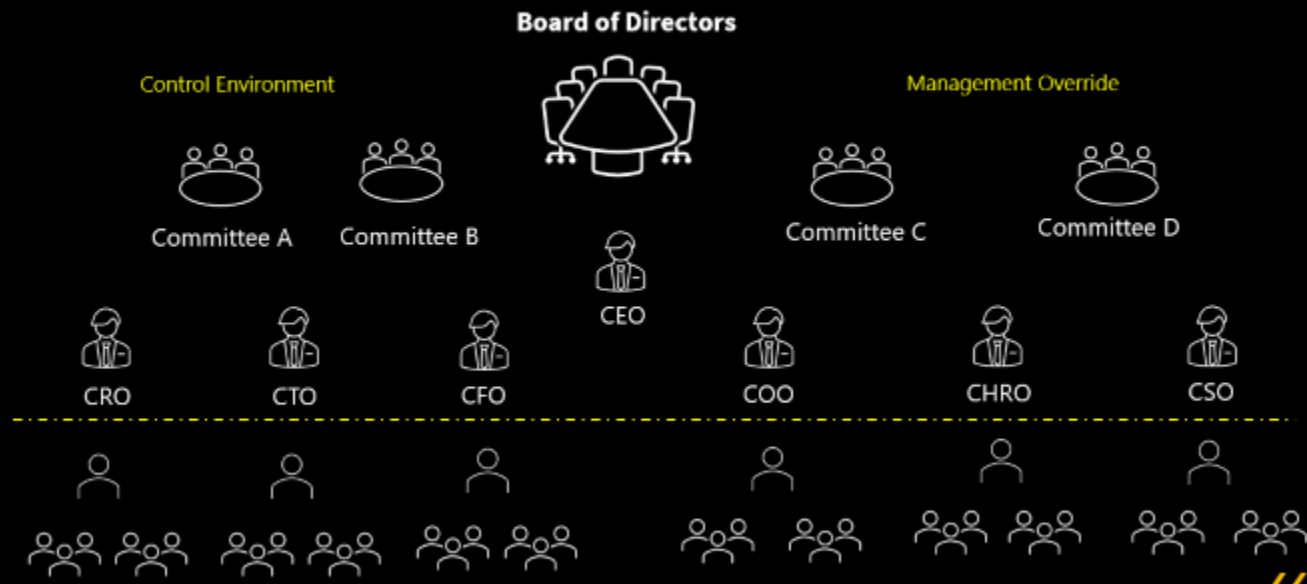 Board of Directors
Control Environment
Management Override
Committee A
Committee B
Committee C
Committee D
CEO
CRO
CTO
CFO
COO
CHRO
CSO